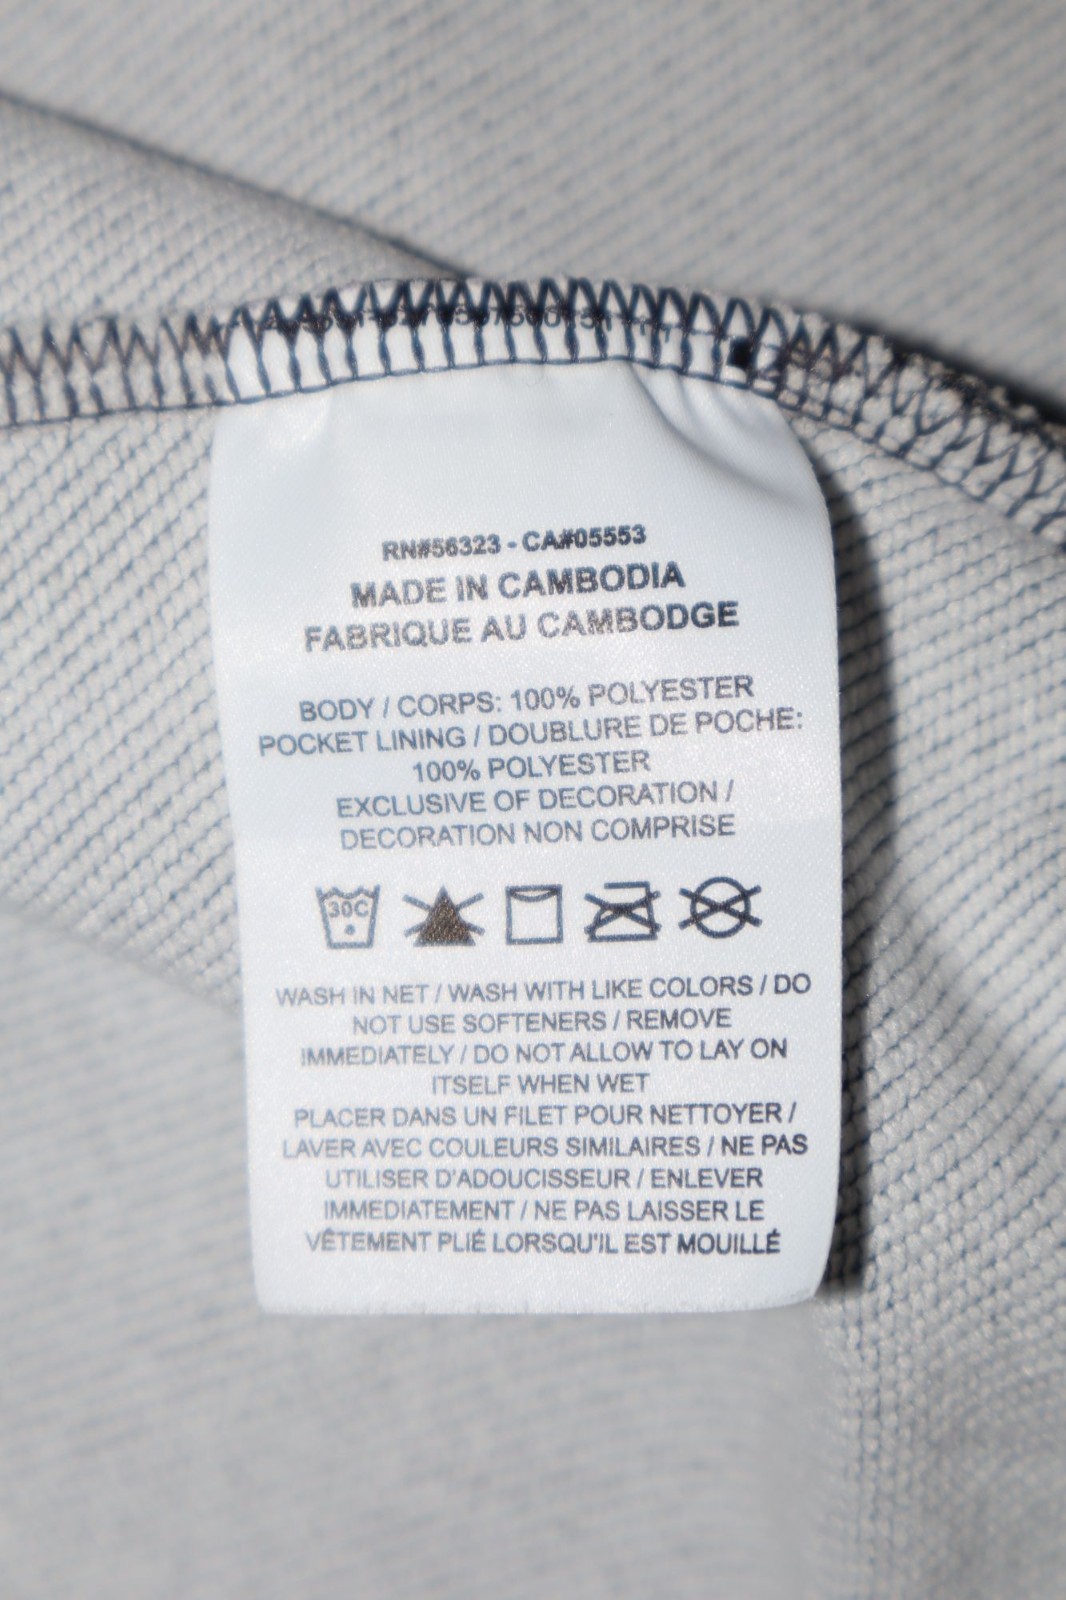 RN#56323 - CA#05553
MADE IN CAMBODIA
FABRIQUE AU CAMBODGE
BODY / CORPS: 100% POLYESTER
POCKET LINING / DOUBLURE DE POCHE:
100% POLYESTER
EXCLUSIVE OF DECORATION /
DECORATION NON COMPRISE
30C
WASH IN NET / WASH WITH LIKE COLORS / DO
NOT USE SOFTENERS / REMOVE
IMMEDIATELY / DO NOT ALLOW TO LAY ON
ITSELF WHEN WET
PLACER DANS UN FILET POUR NETTOYER /
LAVER AVEC COULEURS SIMILAIRES / NE PAS
UTILISER D'ADOUCISSEUR / ENLEVER
IMMEDIATEMENT / NE PAS LAISSER LE
VÊTEMENT PLIÉ LORSQU'IL EST MOUILLÉ